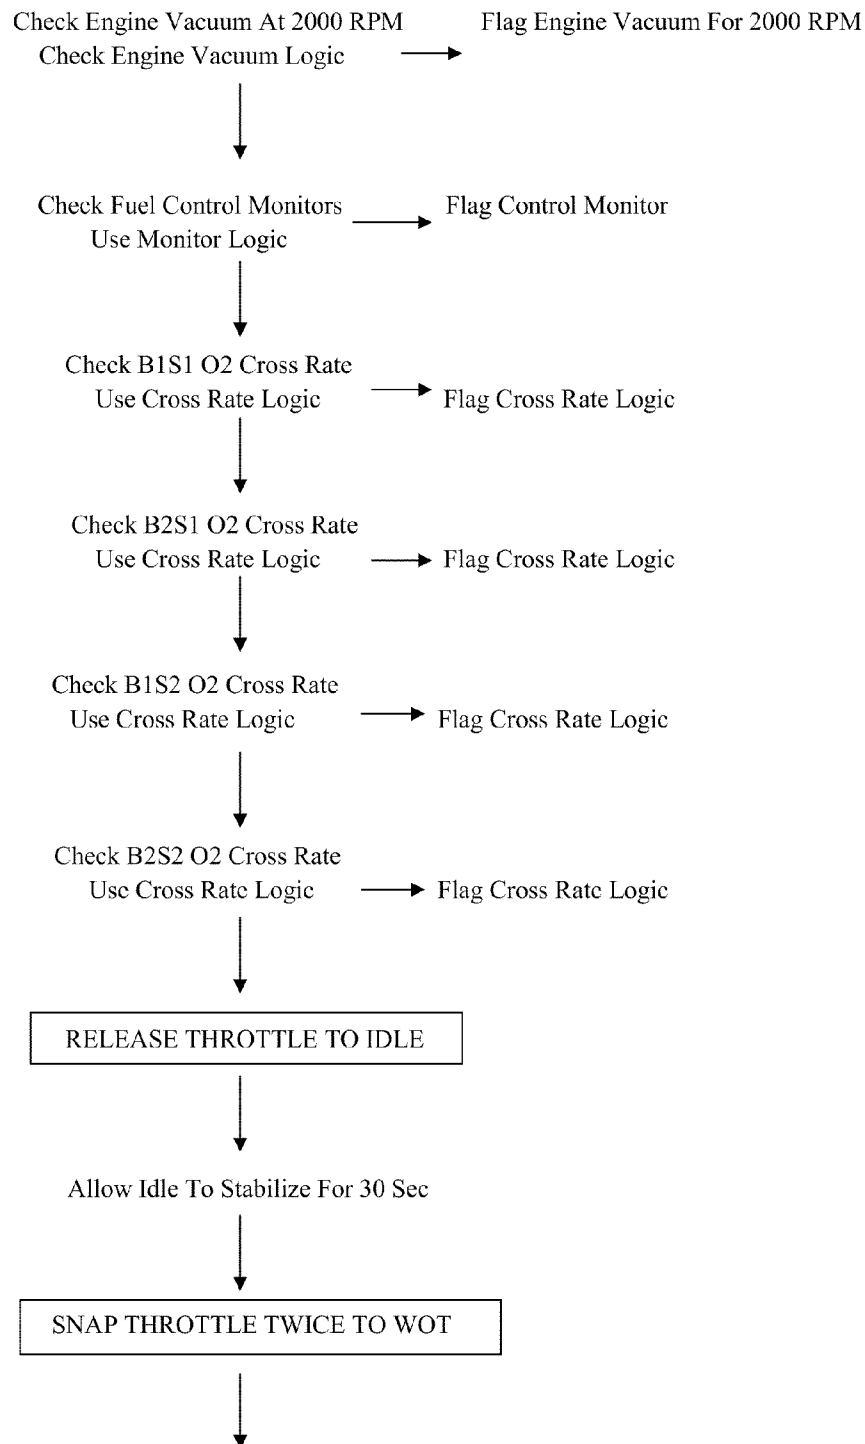 Check Engine Vacuum At 2000 RPM
Check Engine Vacuum Logic
Flag Engine Vacuum For 2000 RPM
Check Fuel Control Monitors
Use Monitor Logic
Flag Control Monitor
Check B1S1 O2 Cross Rate
Use Cross Rate Logic
Flag Cross Rate Logic
Check B2S1 O2 Cross Rate
Use Cross Rate Logic
Flag Cross Rate Logic
Check B1S2 O2 Cross Rate
Use Cross Rate Logic
Flag Cross Rate Logic
Check B2S2 O2 Cross Rate
Use Cross Rate Logic
Flag Cross Rate Logic
RELEASE THROTTLE TO IDLE
Allow Idle To Stabilize For 30 Sec
SNAP THROTTLE TWICE TO WOT